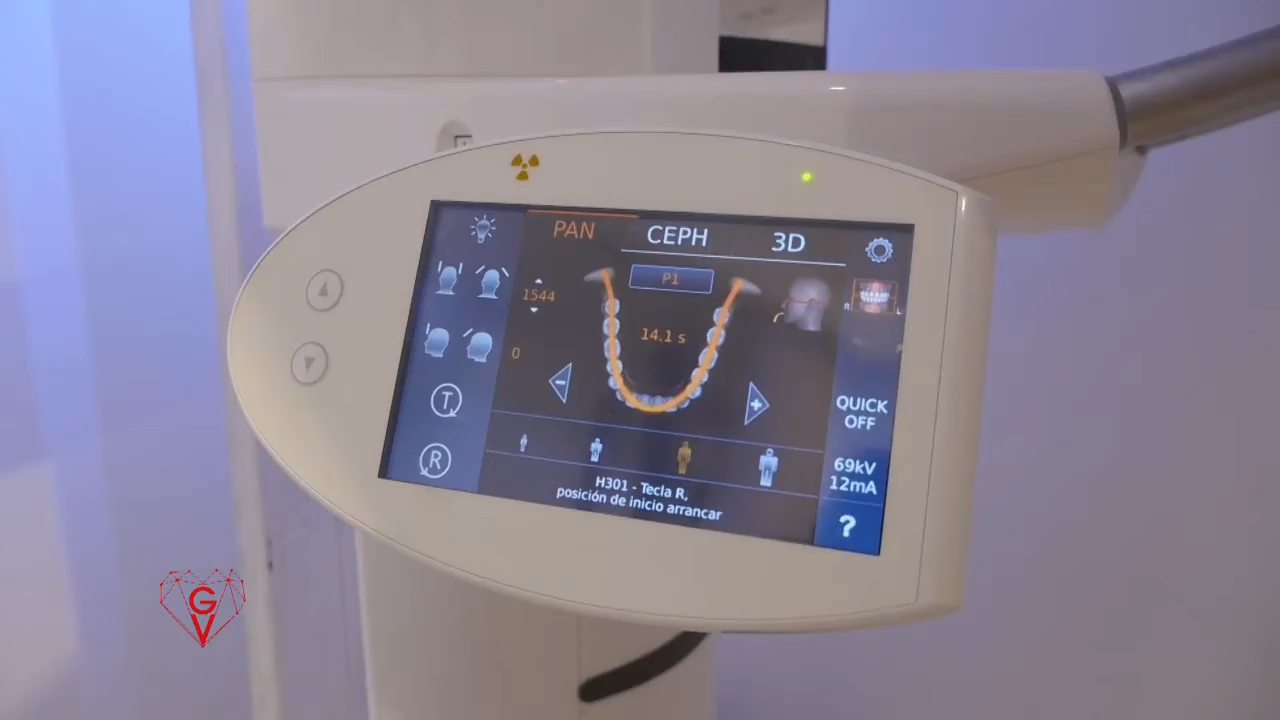 PAN
CEPH
3D
P1
1544
14.1 s
0
R
L
T
R
QUICK
OFF
69kV
12mA
H301 - Tecla R,
posición de inicio arrancar
?
G
V